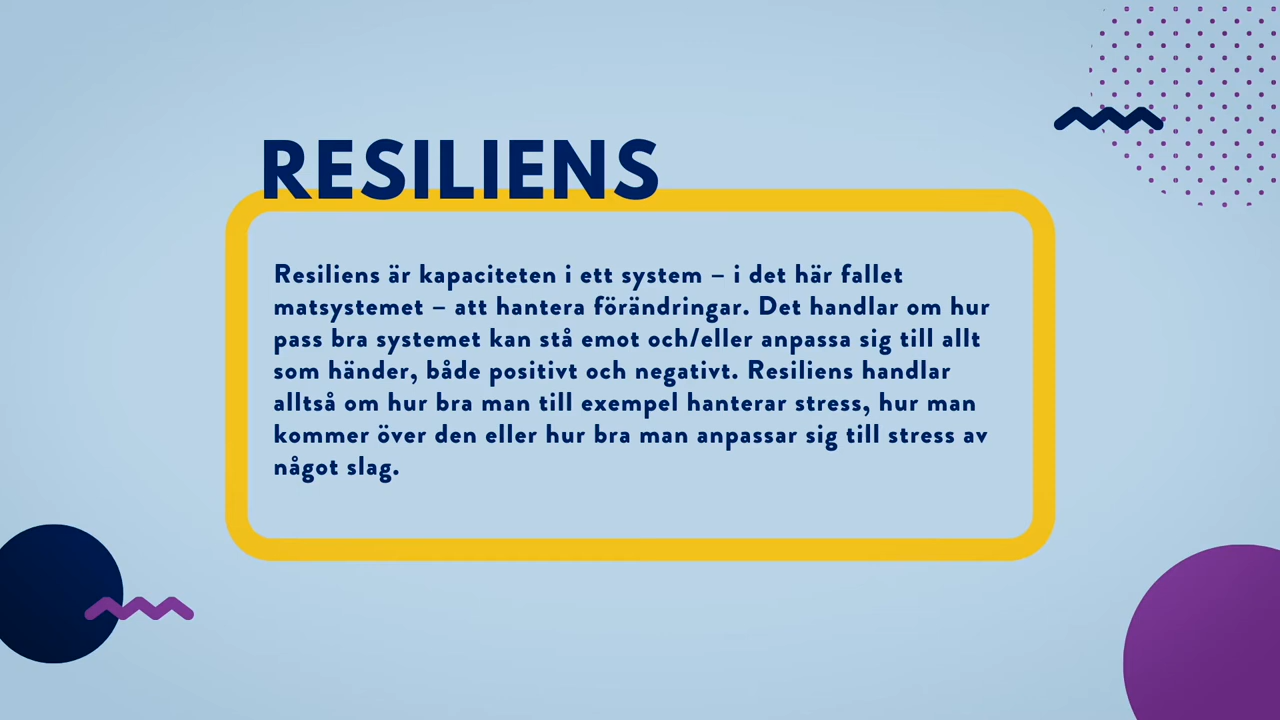 RESILIENS
Resiliens är kapaciteten i ett system – i det här fallet
matsystemet – att hantera förändringar. Det handlar om hur
pass bra systemet kan stå emot och/eller anpassa sig till allt
som händer, både positivt och negativt. Resiliens handlar
alltså om hur bra man till exempel hanterar stress, hur man
kommer över den eller hur bra man anpassar sig till stress av
något slag.